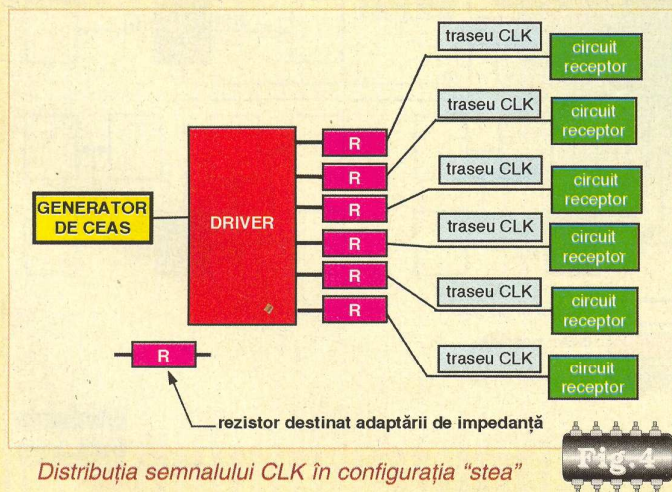 traseu CLK
circuit
receptor
traseu CLK
circuit
receptor
R
R
traseu CLK
circuit
receptor
R
GENERATOR
DE CEAS
DRIVER
traseu CLK
circuit
receptor
R
R
traseu CLK
circuit
receptor
R
traseu CLK
circuit
receptor
R
rezistor destinat adaptării de impedanță
Distribuția semnalului CLK în configurația "stea"
Fig.4